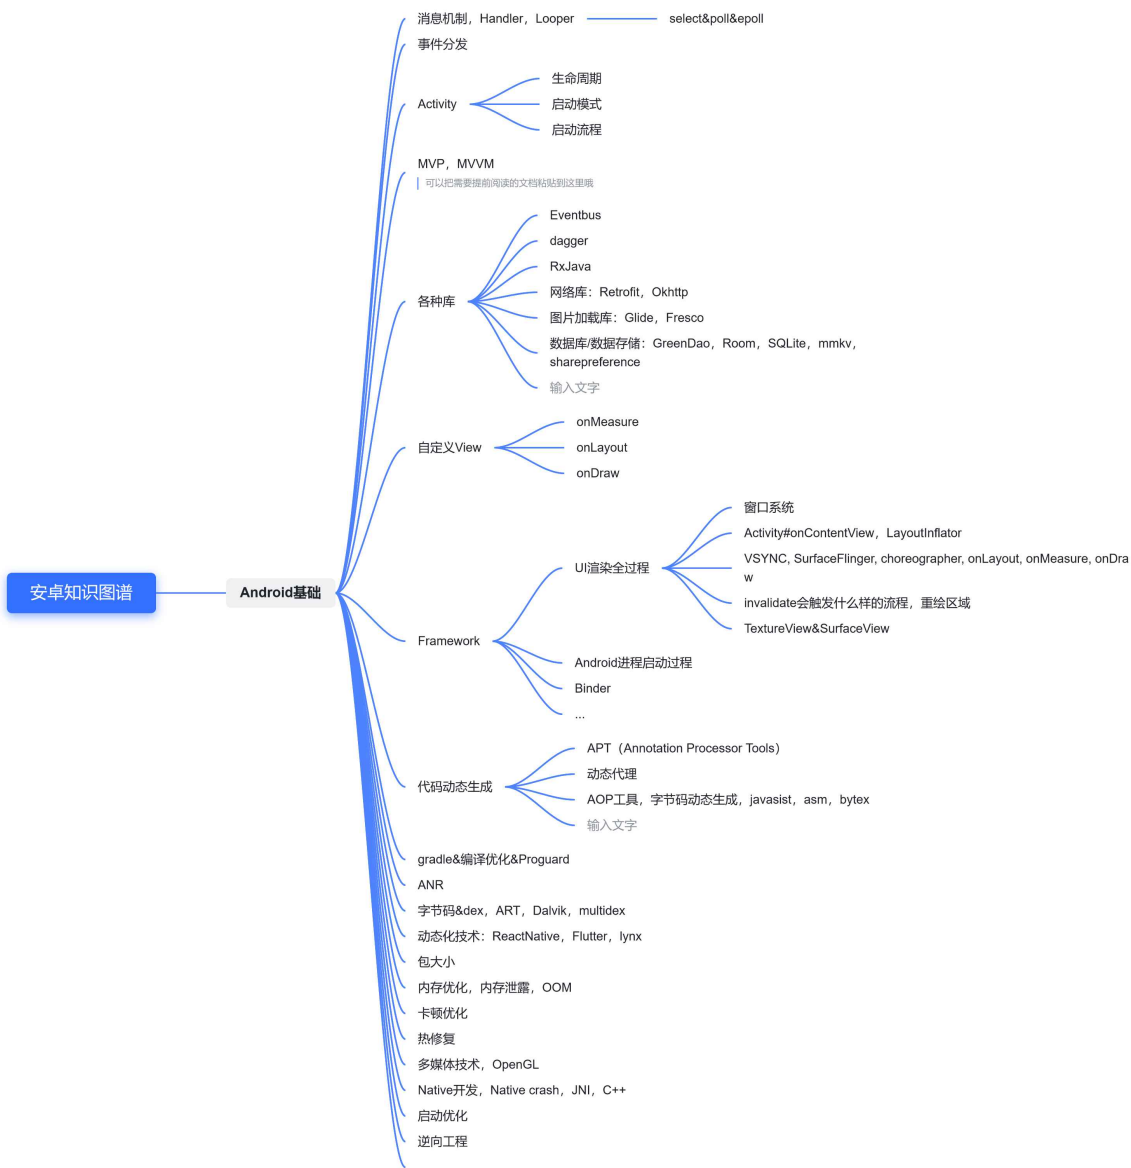 消息机制，Handler，Looper
select&poll&epoll
事件分发
生命周期
Activity
启动模式
启动流程
MVP，MVVM
可以把需要提前阅读的文档粘贴到这里哦
Eventbus
dagger
RxJava
网络库：Retrofit，Okhttp
各种库
图片加载库：Glide，Fresco
数据库/数据存储：GreenDao，Room，SQLite，mmkv，
sharepreference
输入文字
onMeasure
自定义View
onLayout
onDraw
窗口系统
Activity#onContentView，LayoutInflator
VSYNC, SurfaceFlinger, choreographer, onLayout, onMeasure, onDra
w
UI渲染全过程
invalidate会触发什么样的流程，重绘区域
TextureView&SurfaceView
安卓知识图谱
Android基础
Framework
Android进程启动过程
Binder
...
APT（Annotation Processor Tools）
动态代理
代码动态生成
AOP工具，字节码动态生成，javasist，asm，bytex
输入文字
gradle&编译优化&Proguard
ANR
字节码&dex，ART，Dalvik，multidex
动态化技术：ReactNative，Flutter，lynx
包大小
内存优化，内存泄露，OOM
卡顿优化
热修复
多媒体技术，OpenGL
Native开发，Native crash，JNI，C++
启动优化
逆向工程